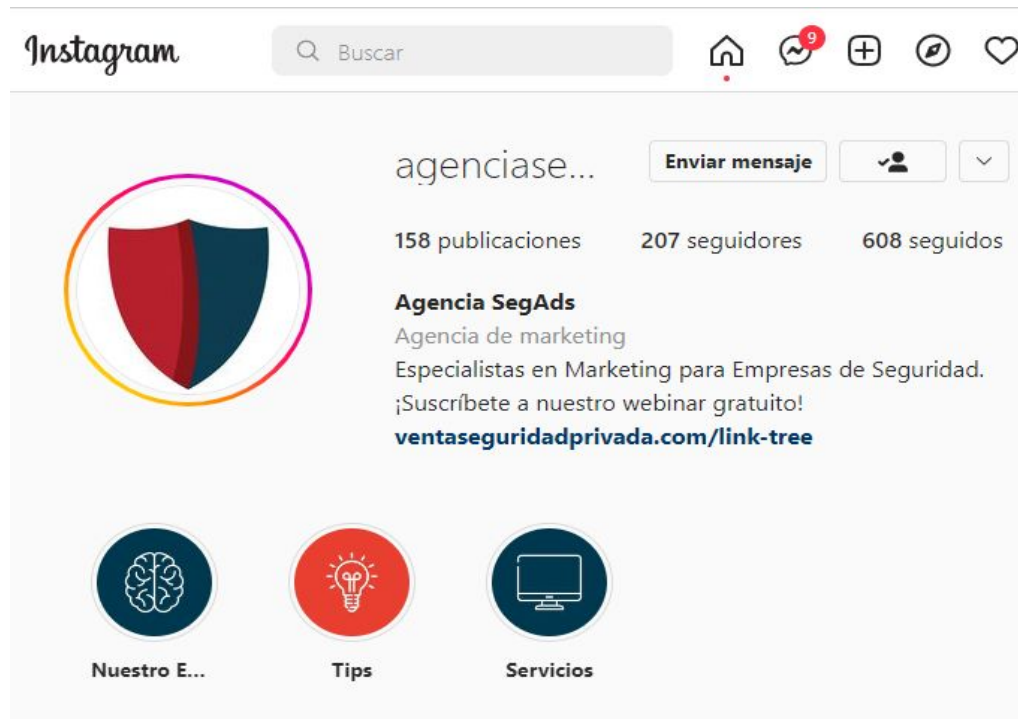 Instagram
Buscar
9
agenciase...
Enviar mensaje
158 publicaciones 207 seguidores 608 seguidos
Agencia SegAds
Agencia de marketing
Especialistas en Marketing para Empresas de Seguridad.
¡Suscríbete a nuestro webinar gratuito!
ventaseguridadprivada.com/link-tree
Nuestro E... Tips Servicios